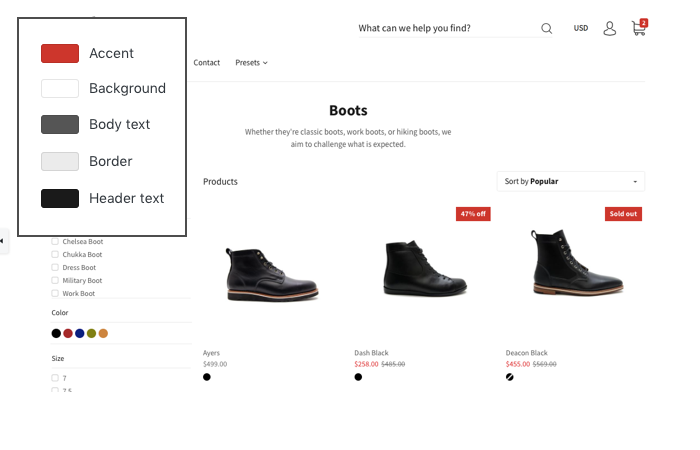 Accent
Background
Body text
Border
Header text
What can we help you find?
USD
2
Contact
Presets
Boots
Whether they're classic boots, work boots, or hiking boots, we
aim to challenge what is expected.
Products
Sort by Popular
Chelsea Boot
Chukka Boot
Dress Boot
Military Boot
Work Boot
Color
Size
7
7.5
47% off
Sold out
Ayers
$499.00
Dash Black
$258.00 $485.00
Deacon Black
$455.00 $569.00